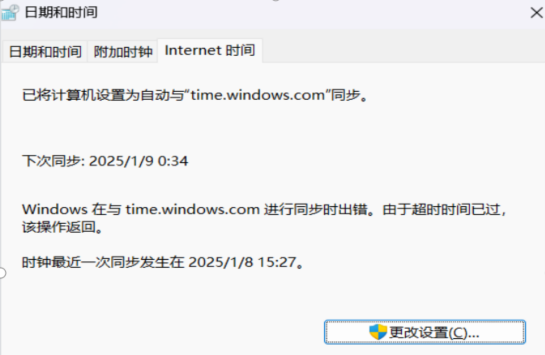 日期和时间
日期和时间 附加时钟 Internet 时间
已将计算机设置为自动与“time.windows.com”同步。
下次同步: 2025/1/9 0:34
Windows 在与 time.windows.com 进行同步时出错。由于超时时间已过，
该操作返回。
时钟最近一次同步发生在 2025/1/8 15:27。
更改设置(C)...